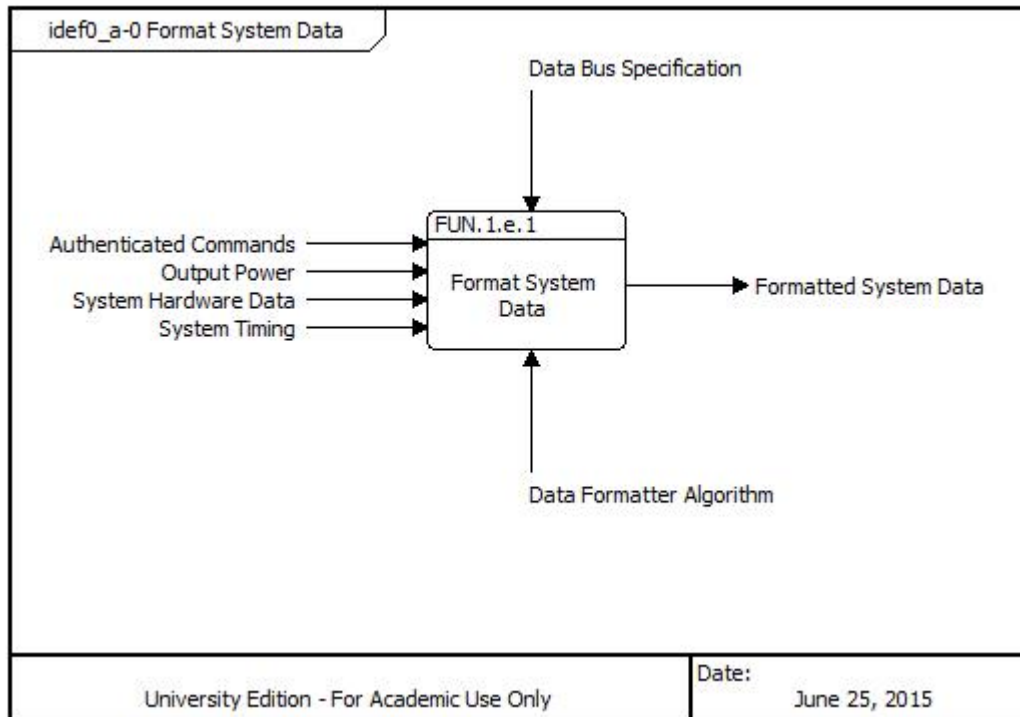 idef0_a-0 Format System Data
Data Bus Specification
FUN.1.e.1
Authenticated Commands
Output Power
System Hardware Data
System Timing
Format System
Data
Formatted System Data
Data Formatter Algorithm
University Edition - For Academic Use Only
Date:
June 25, 2015